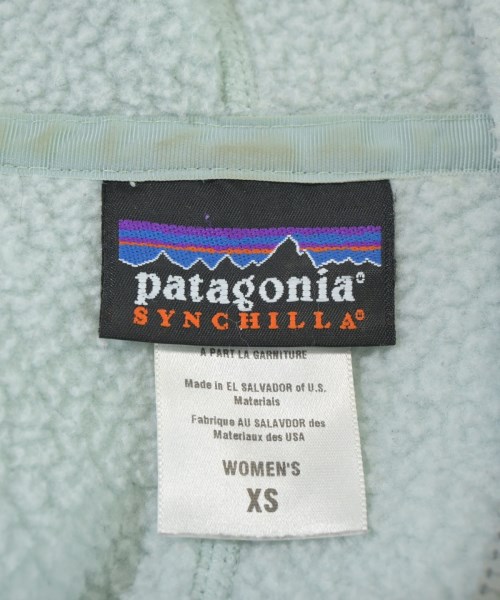 patagonia®
SYNCHILLA®
A PART LA GARNITURE
Made in EL SALVADOR of U.S.
Materials
Fabrique AU SALAVDOR des
Materiaux des USA
WOMEN'S
XS